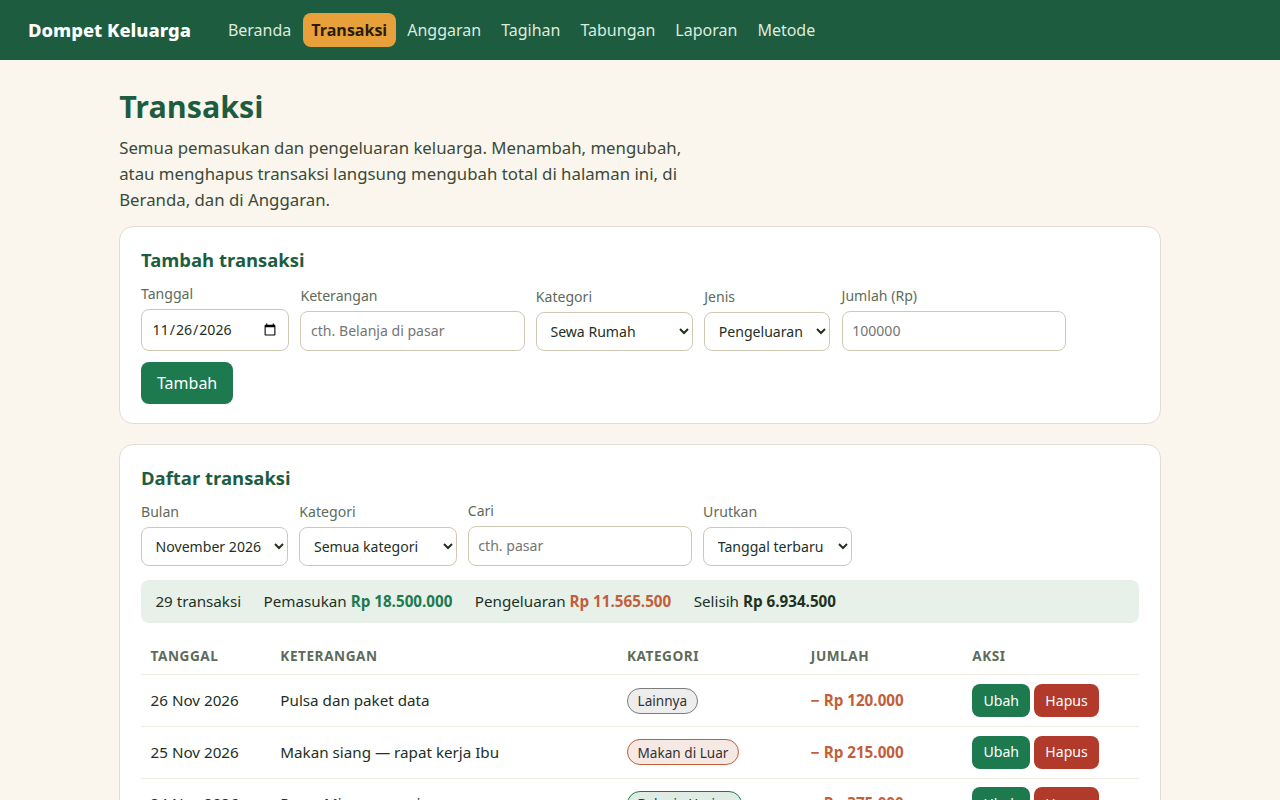 Dompet Keluarga Beranda Transaksi Anggaran Tagihan Tabungan Laporan Metode
Transaksi
Semua pemasukan dan pengeluaran keluarga. Menambah, mengubah,
atau menghapus transaksi langsung mengubah total di halaman ini, di
Beranda, dan di Anggaran.
Tambah transaksi
Tanggal Keterangan Kategori Jenis Jumlah (Rp)
11/26/2026 cth. Belanja di pasar Sewa Rumah Pengeluaran 100000
Tambah
Daftar transaksi
Bulan Kategori Cari Urutkan
November 2026 Semua kategori cth. pasar Tanggal terbaru
29 transaksi Pemasukan Rp 18.500.000 Pengeluaran Rp 11.565.500 Selisih Rp 6.934.500
TANGGAL KETERANGAN KATEGORI JUMLAH AKSI
26 Nov 2026 Pulsa dan paket data Lainnya − Rp 120.000 Ubah Hapus
25 Nov 2026 Makan siang — rapat kerja Ibu Makan di Luar − Rp 215.000 Ubah Hapus